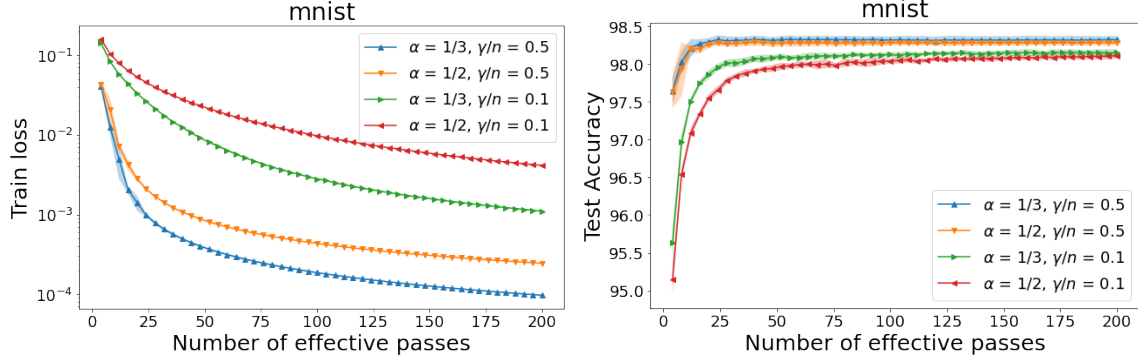 mnist
Train loss
10⁻¹
10⁻²
10⁻³
10⁻⁴
α = 1/3, γ/n = 0.5
α = 1/2, γ/n = 0.5
α = 1/3, γ/n = 0.1
α = 1/2, γ/n = 0.1
0 25 50 75 100 125 150 175 200
Number of effective passes
mnist
Test Accuracy
98.5
98.0
97.5
97.0
96.5
96.0
95.5
95.0
α = 1/3, γ/n = 0.5
α = 1/2, γ/n = 0.5
α = 1/3, γ/n = 0.1
α = 1/2, γ/n = 0.1
0 25 50 75 100 125 150 175 200
Number of effective passes